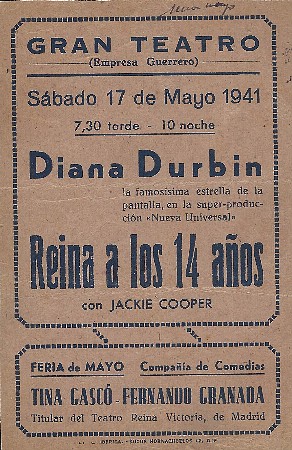 GRAN TEATRO
(Empresa Guerrero)
Sábado 17 de Mayo 1941
7,30 tarde - 10 noche
Diana Durbin
la famosísima estrella de la
pantalla, en la super-produc-
ción «Nueva Universal»
Reina a los 14 años
con JACKIE COOPER
FERIA de MAYO Compañía de Comedias
TINA GASCÓ - FERNANDO GRANADA
Titular del Teatro Reina Victoria, de Madrid